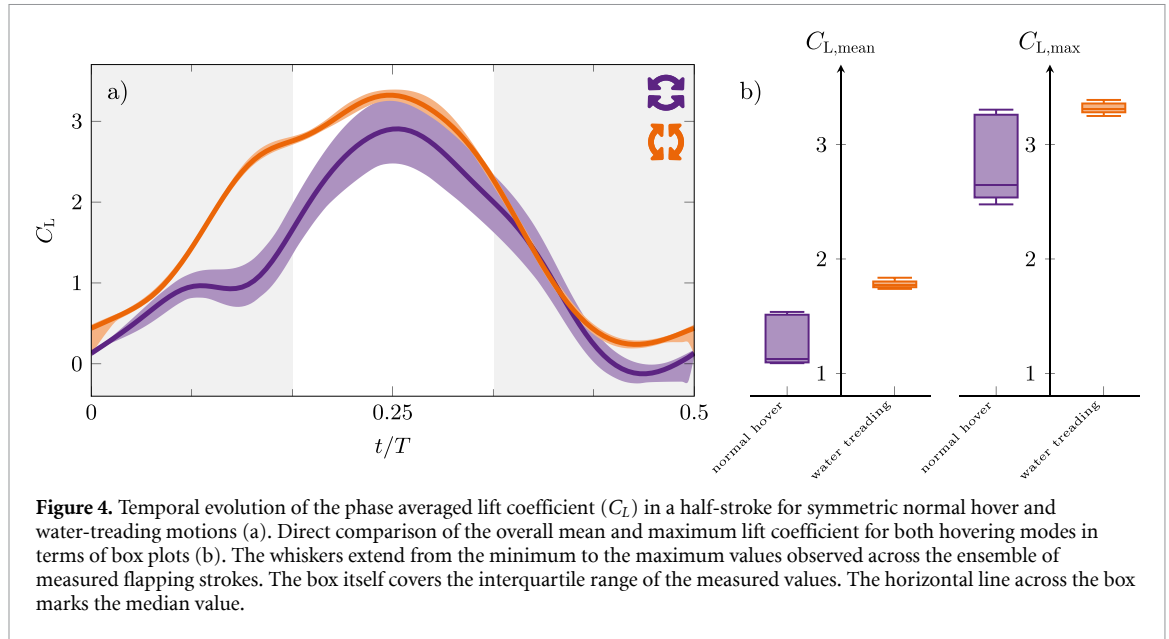 a)
C_L
3
2
1
0
0
0.25
0.5
t/T
b)
C_L,mean
3
2
1
normal hover
water treading
C_L,max
3
2
1
normal hover
water treading
Figure 4. Temporal evolution of the phase averaged lift coefficient (C_L) in a half-stroke for symmetric normal hover and
water-treading motions (a). Direct comparison of the overall mean and maximum lift coefficient for both hovering modes in
terms of box plots (b). The whiskers extend from the minimum to the maximum values observed across the ensemble of
measured flapping strokes. The box itself covers the interquartile range of the measured values. The horizontal line across the box
marks the median value.